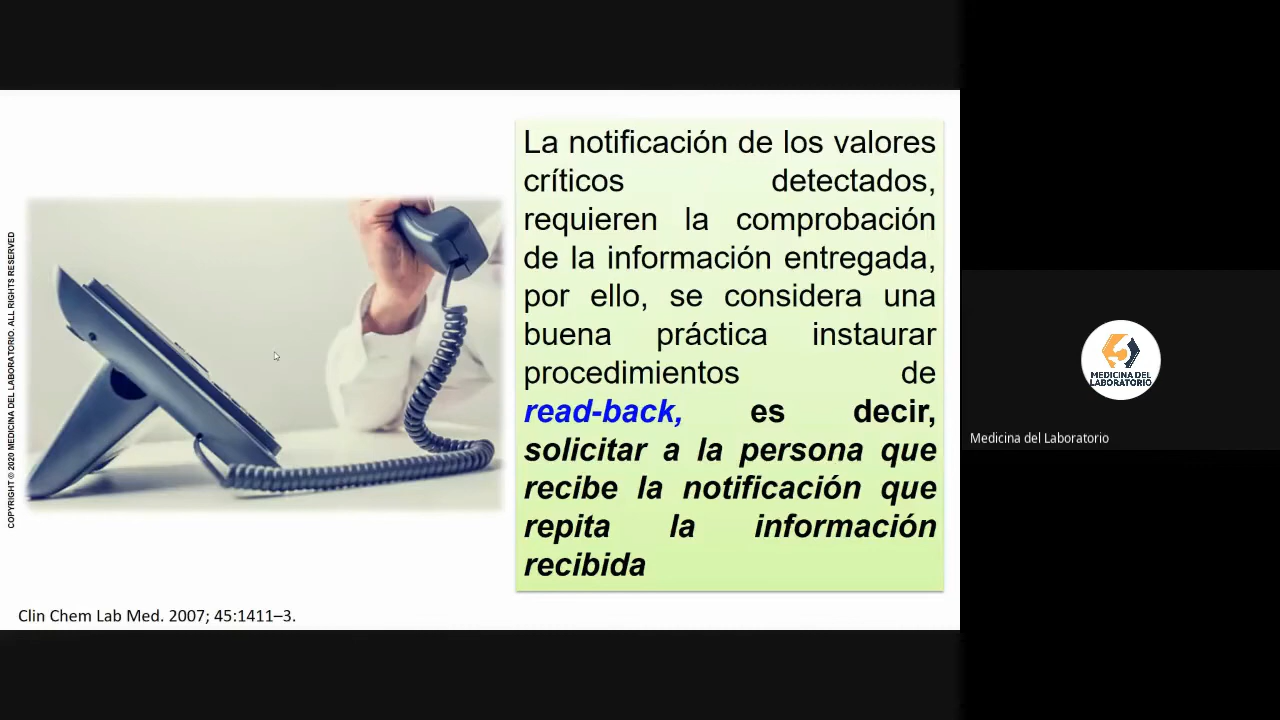 COPYRIGHT © 2020 MEDICINA DEL LABORATORIO. ALL RIGHTS RESERVED
La notificación de los valores
críticos detectados,
requieren la comprobación
de la información entregada,
por ello, se considera una
buena práctica instaurar
procedimientos de
read-back, es decir,
solicitar a la persona que
recibe la notificación que
repita la información
recibida
Clin Chem Lab Med. 2007; 45:1411–3.
MEDICINA DEL
LABORATORIO
Medicina del Laboratorio